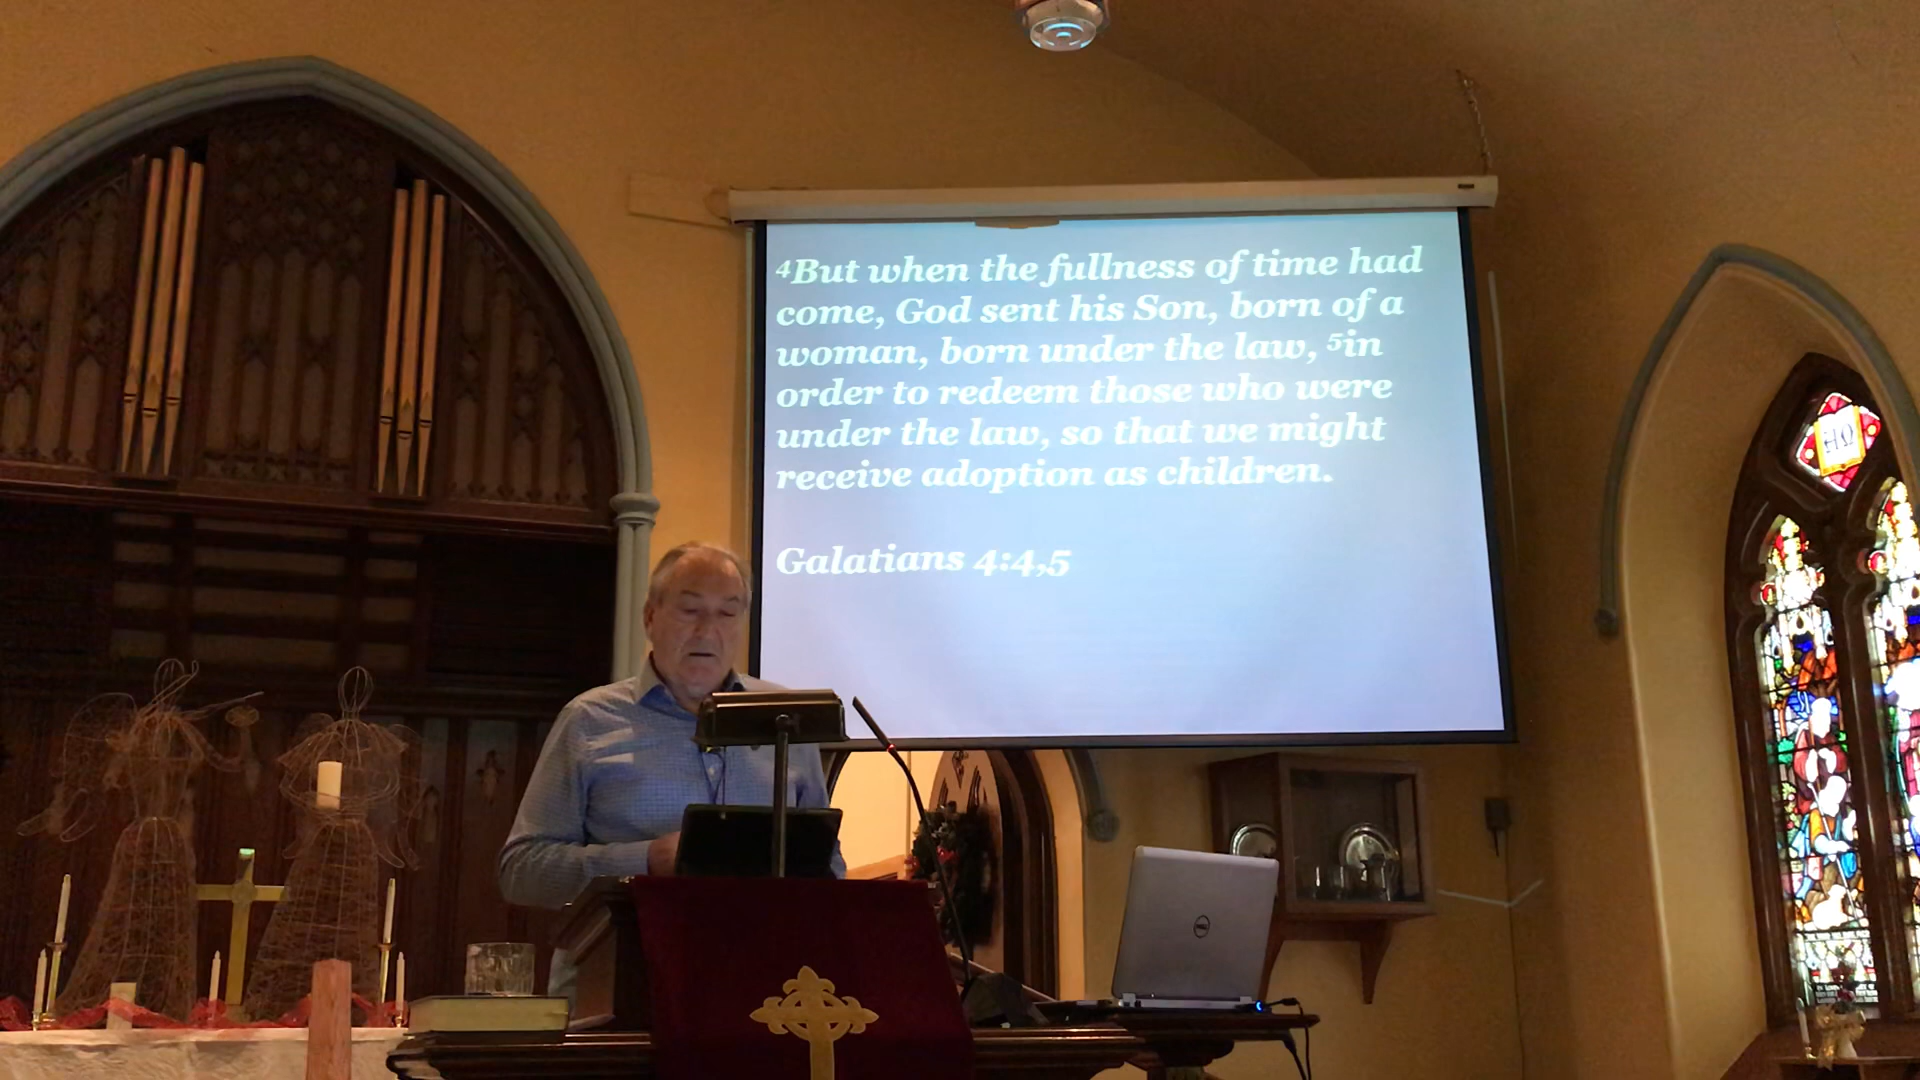 ⁴But when the fullness of time had
come, God sent his Son, born of a
woman, born under the law, ⁵in
order to redeem those who were
under the law, so that we might
receive adoption as children.
Galatians 4:4,5
DELL